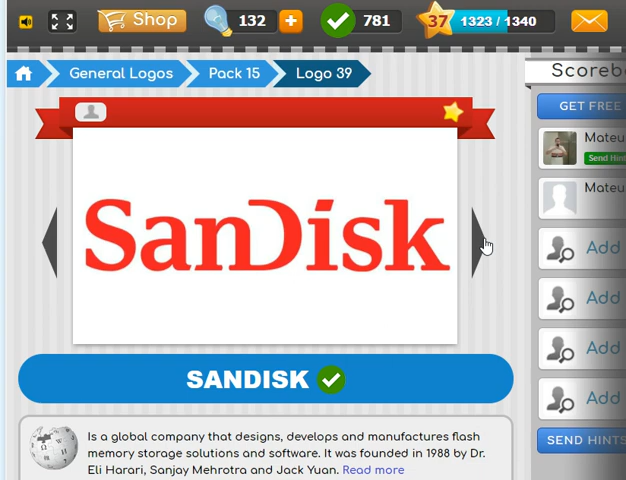 Shop 132 + 781 37 1323 / 1340
General Logos Pack 15 Logo 39
SanDisk
SANDISK
Is a global company that designs, develops and manufactures flash
memory storage solutions and software. It was founded in 1988 by Dr.
Eli Harari, Sanjay Mehrotra and Jack Yuan. Read more
Scoreb
GET FREE
Mateu
Send Hint
Mateu
Add
Add
Add
Add
SEND HINTS